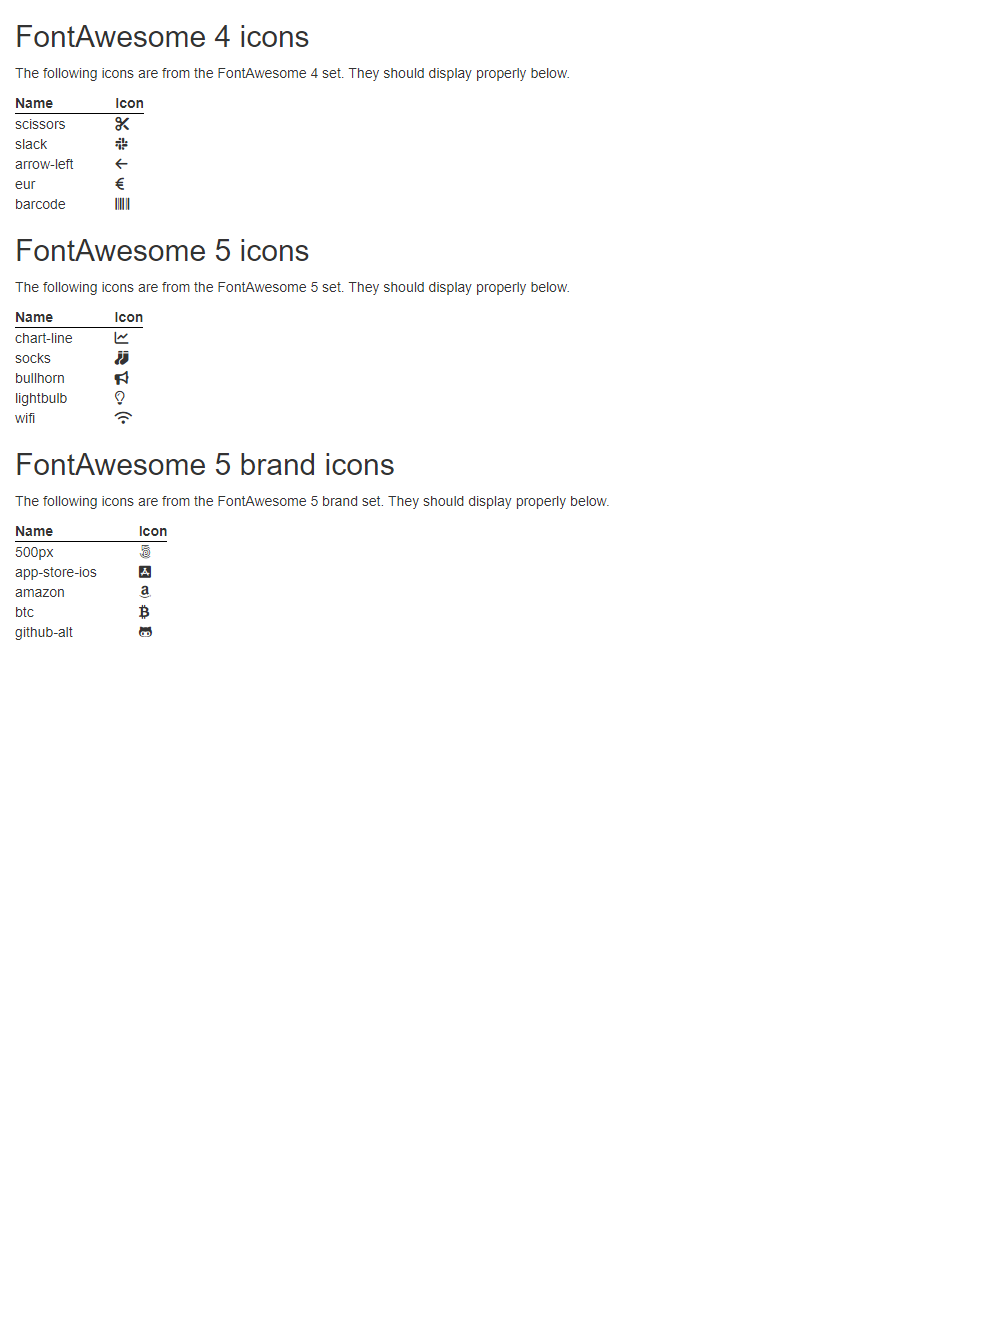 FontAwesome 4 icons
The following icons are from the FontAwesome 4 set. They should display properly below.
Name Icon
scissors
slack
arrow-left
eur €
barcode
FontAwesome 5 icons
The following icons are from the FontAwesome 5 set. They should display properly below.
Name Icon
chart-line
socks
bullhorn
lightbulb
wifi
FontAwesome 5 brand icons
The following icons are from the FontAwesome 5 brand set. They should display properly below.
Name Icon
500px
app-store-ios
amazon
btc
github-alt